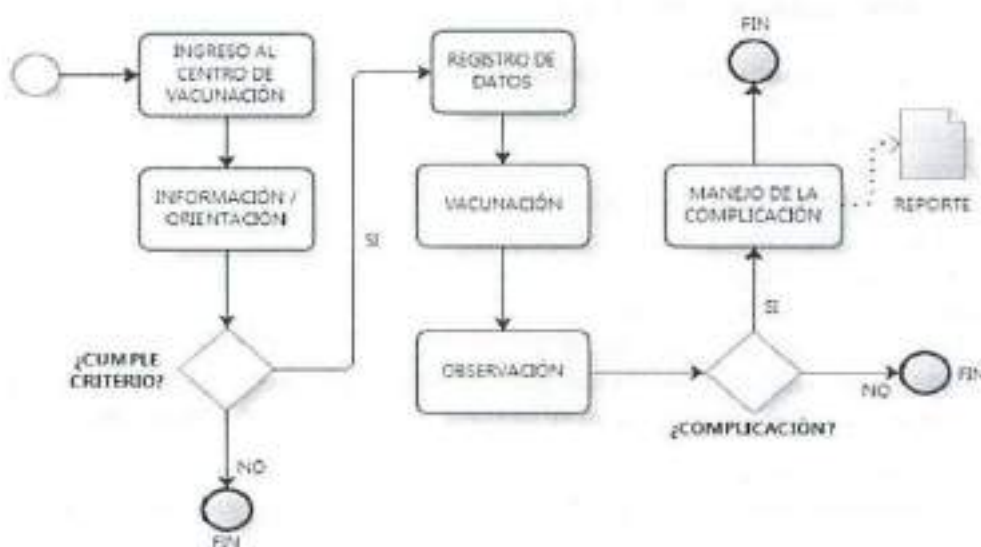 INGRESO AL
CENTRO DE
VACUNACIÓN
INFORMACIÓN /
ORIENTACIÓN
¿CUMPLE
CRITERIO?
NO
FIN
SI
REGISTRO DE
DATOS
VACUNACIÓN
OBSERVACIÓN
¿COMPLICACIÓN?
NO
FIN
SI
MANEJO DE LA
COMPLICACIÓN
REPORTE
FIN